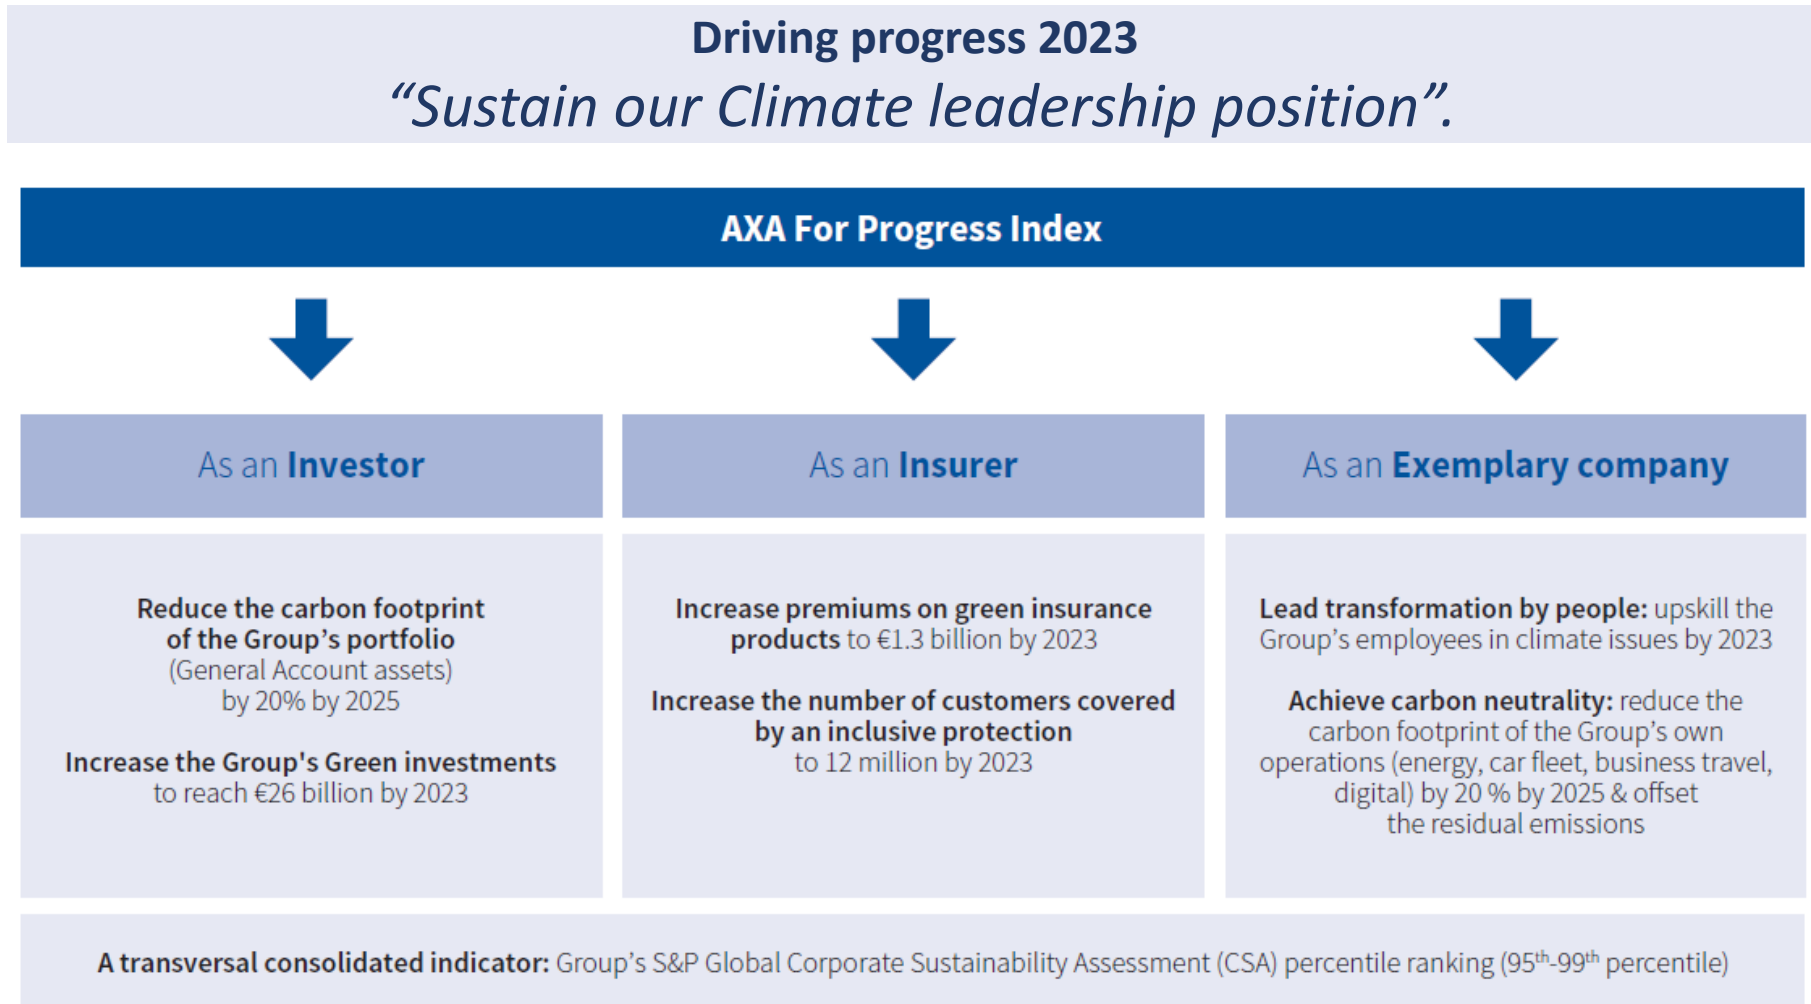 Driving progress 2023
“Sustain our Climate leadership position”.
AXA For Progress Index
As an Investor
Reduce the carbon footprint
of the Group’s portfolio
(General Account assets)
by 20% by 2025
Increase the Group's Green investments
to reach €26 billion by 2023
As an Insurer
Increase premiums on green insurance
products to €1.3 billion by 2023
Increase the number of customers covered
by an inclusive protection
to 12 million by 2023
As an Exemplary company
Lead transformation by people: upskill the
Group’s employees in climate issues by 2023
Achieve carbon neutrality: reduce the
carbon footprint of the Group’s own
operations (energy, car fleet, business travel,
digital) by 20 % by 2025 & offset
the residual emissions
A transversal consolidated indicator: Group’s S&P Global Corporate Sustainability Assessment (CSA) percentile ranking (95th-99th percentile)